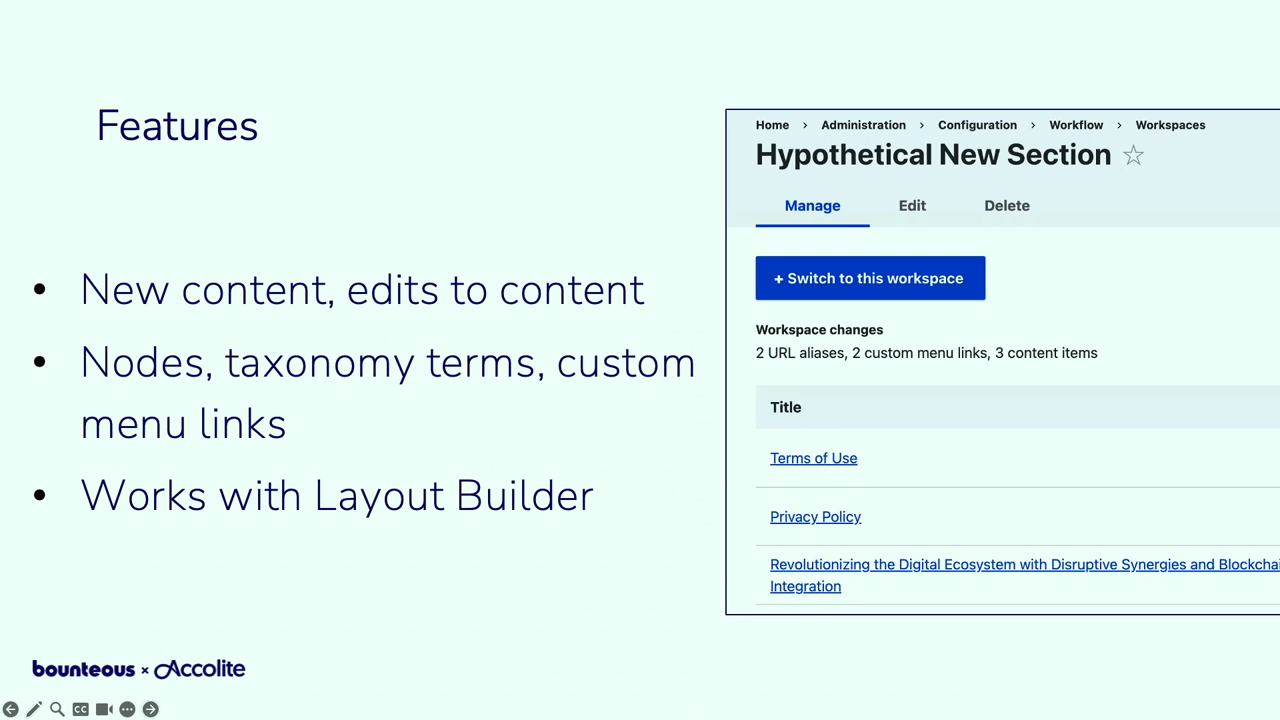 Features
• New content, edits to content
• Nodes, taxonomy terms, custom
menu links
• Works with Layout Builder
Home > Administration > Configuration > Workflow > Workspaces
Hypothetical New Section
Manage Edit Delete
+ Switch to this workspace
Workspace changes
2 URL aliases, 2 custom menu links, 3 content items
Title
Terms of Use
Privacy Policy
Revolutionizing the Digital Ecosystem with Disruptive Synergies and Blockchai
Integration
bounteous x Accolite
CC